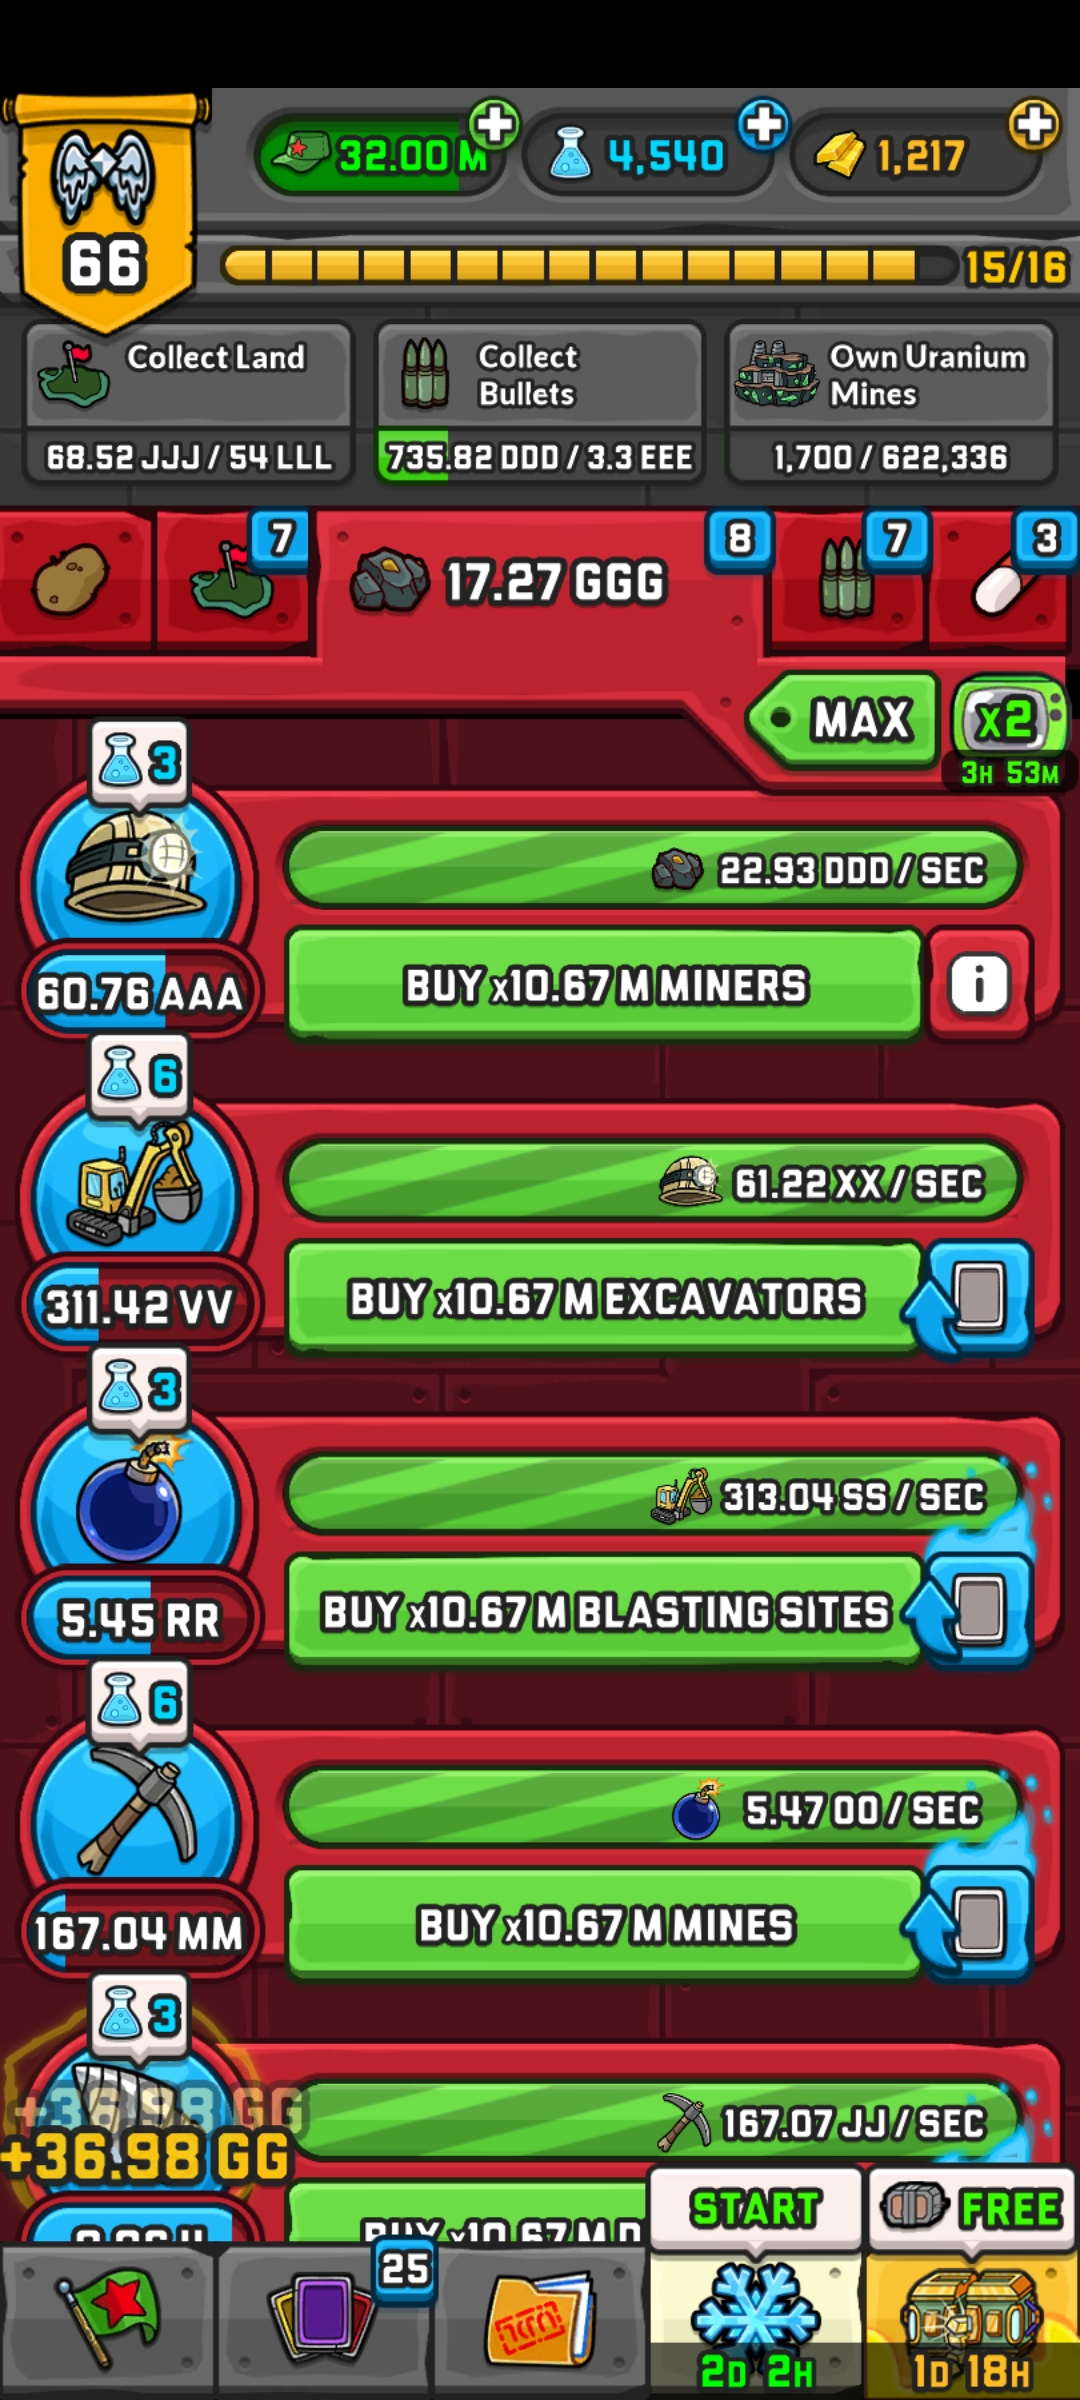 32.00 M
4,540
1,217
66
15/16
Collect Land
68.52 JJJ / 54 LLL
Collect
Bullets
735.82 DDD / 3.3 EEE
Own Uranium
Mines
1,700 / 622,336
7
17.27 GGG
8
7
3
MAX
x2
3H 53M
3
22.93 DDD / SEC
60.76 AAA
BUY x10.67 M MINERS
i
6
61.22 XX / SEC
311.42 VV
BUY x10.67 M EXCAVATORS
3
313.04 SS / SEC
5.45 RR
BUY x10.67 M BLASTING SITES
6
5.47 OO / SEC
167.04 MM
BUY x10.67 M MINES
3
+36.98 GG
+36.98 GG
167.07 JJ / SEC
BUY x10.67 M
START
FREE
25
2D 2H
1D 18H